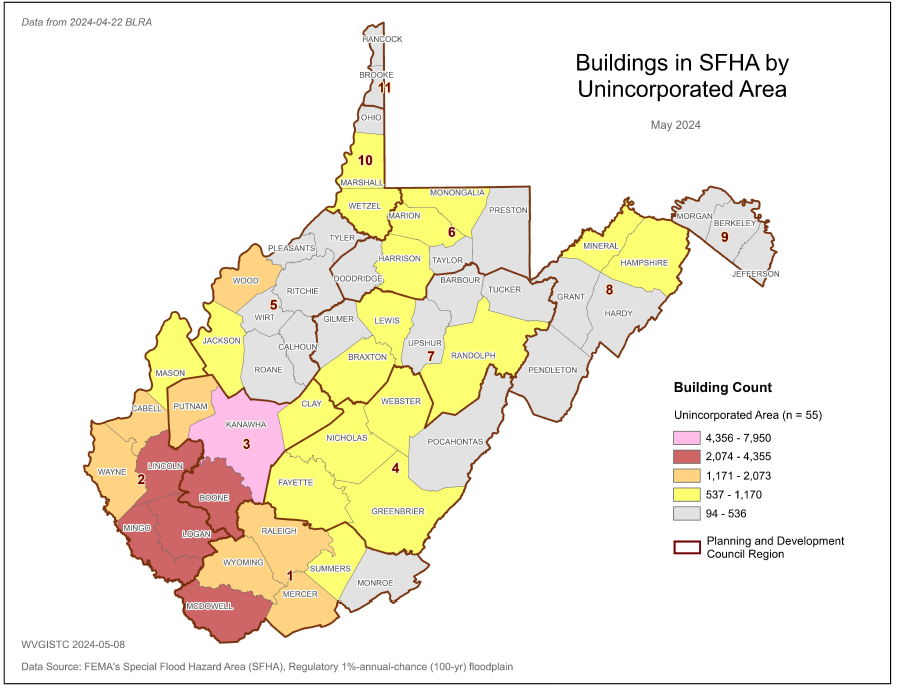 Data from 2024-04-22 BLRA
Buildings in SFHA by
Unincorporated Area
May 2024
HANCOCK
BROOKE
11
OHIO
10
MARSHALL
WETZEL
MONONGALIA
MARION
PRESTON
6
MORGAN
BERKELEY
9
JEFFERSON
TYLER
PLEASANTS
HARRISON
TAYLOR
MINERAL
HAMPSHIRE
WOOD
DODDRIDGE
BARBOUR
TUCKER
RITCHIE
5
8
GRANT
WIRT
GILMER
LEWIS
HARDY
JACKSON
CALHOUN
UPSHUR
7
RANDOLPH
BRAXTON
ROANE
PENDLETON
MASON
CABELL
PUTNAM
CLAY
WEBSTER
KANAWHA
3
NICHOLAS
POCAHONTAS
WAYNE
LINCOLN
2
4
FAYETTE
BOONE
GREENBRIER
MINGO
LOGAN
RALEIGH
WYOMING
SUMMERS
1
MONROE
MERCER
MCDOWELL
Building Count
Unincorporated Area (n = 55)
4,356 - 7,950
2,074 - 4,355
1,171 - 2,073
537 - 1,170
94 - 536
Planning and Development
Council Region
WVGISTC 2024-05-08
Data Source: FEMA's Special Flood Hazard Area (SFHA), Regulatory 1%-annual-chance (100-yr) floodplain